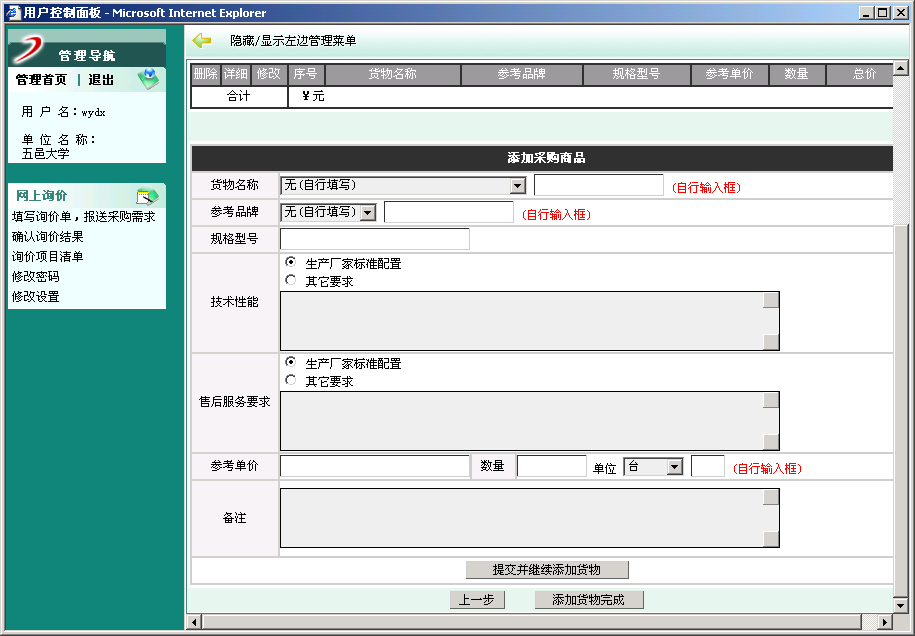 用户控制面板 - Microsoft Internet Explorer
管理导航
管理首页 | 退出
用 户 名：wydx
单 位 名 称：
五邑大学
网上询价
填写询价单，报送采购需求
确认询价结果
询价项目清单
修改密码
修改设置
隐藏/显示左边管理菜单
删除 详细 修改 序号 货物名称 参考品牌 规格型号 参考单价 数量 总价
合计 ￥元
添加采购商品
货物名称 无(自行填写) (自行输入框)
参考品牌 无(自行填写) (自行输入框)
规格型号
技术性能 生产厂家标准配置
其它要求
售后服务要求 生产厂家标准配置
其它要求
参考单价 数量 单位 台 (自行输入框)
备注
提交并继续添加货物
上一步 添加货物完成